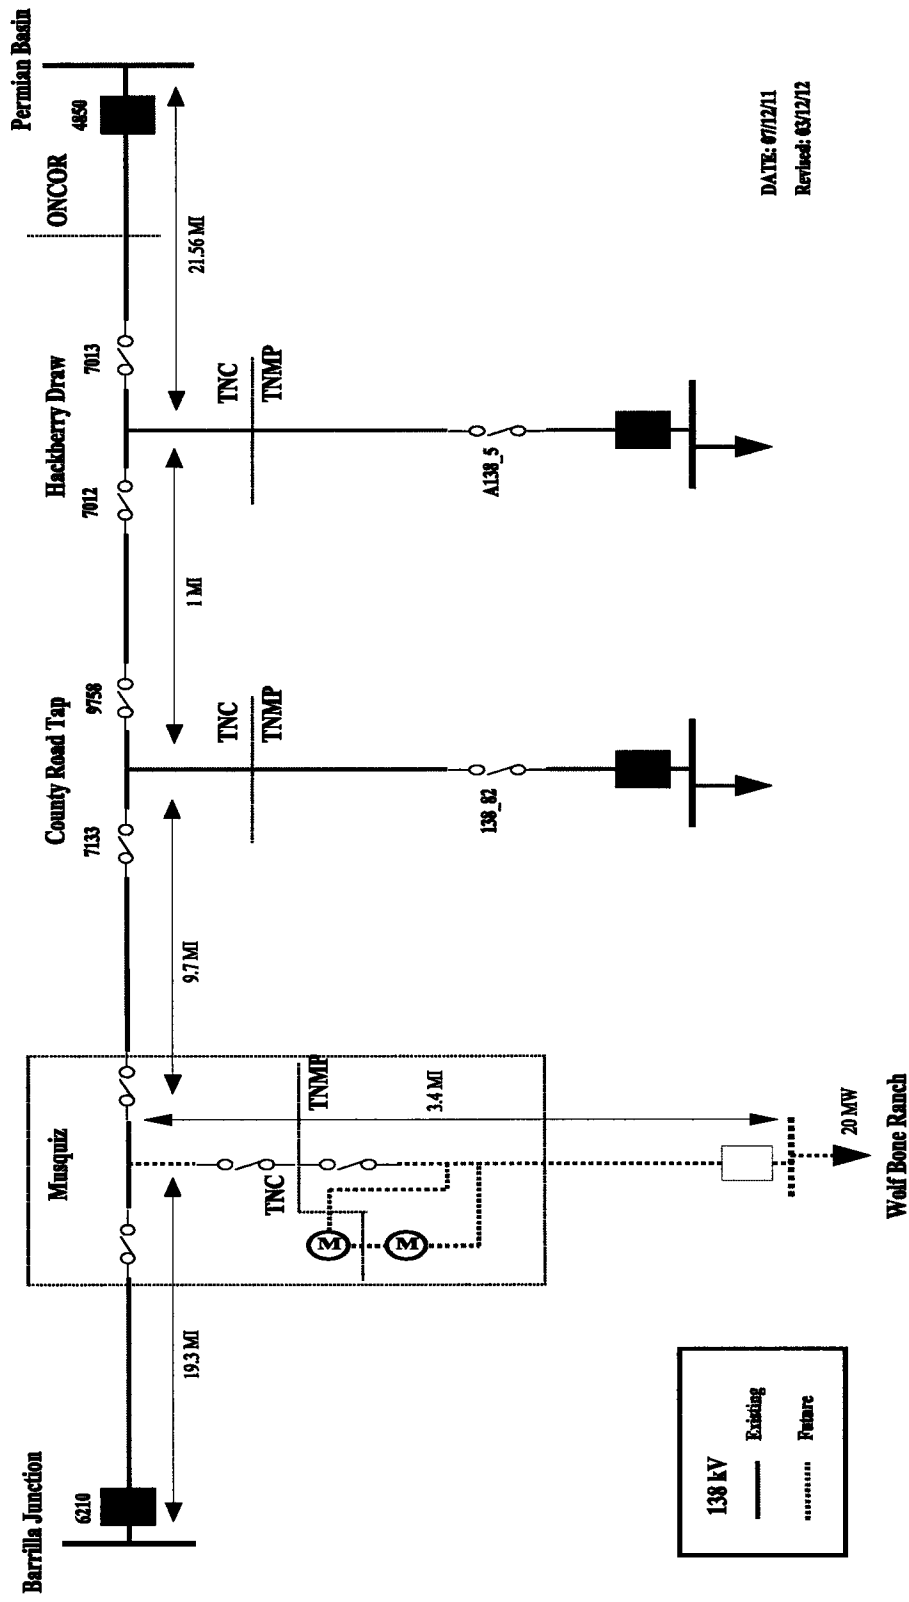 Barrilla Junction
6210
19.3 MI
Musquiz
TNC
TNMP
M
M
3.4 MI
20 MW
Wolf Bone Ranch
9.7 MI
County Road Tap
7133
9758
TNC
TNMP
138_82
1 MI
Hackberry Draw
7012
7013
TNC
TNMP
A138_5
21.56 MI
ONCOR
4850
Permian Basin
138 kV
Existing
Future
DATE: 07/12/11
Revised: 03/12/12